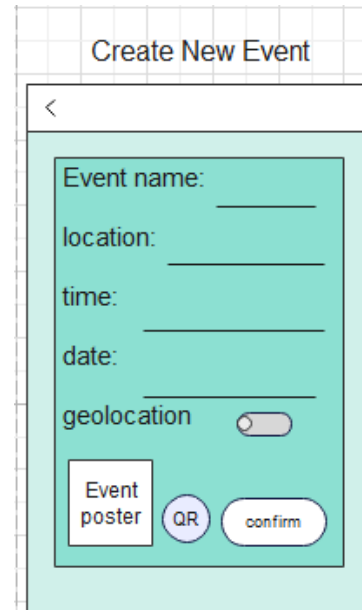 Create New Event
<
Event name:
location:
time:
date:
geolocation
Event
poster
QR
confirm